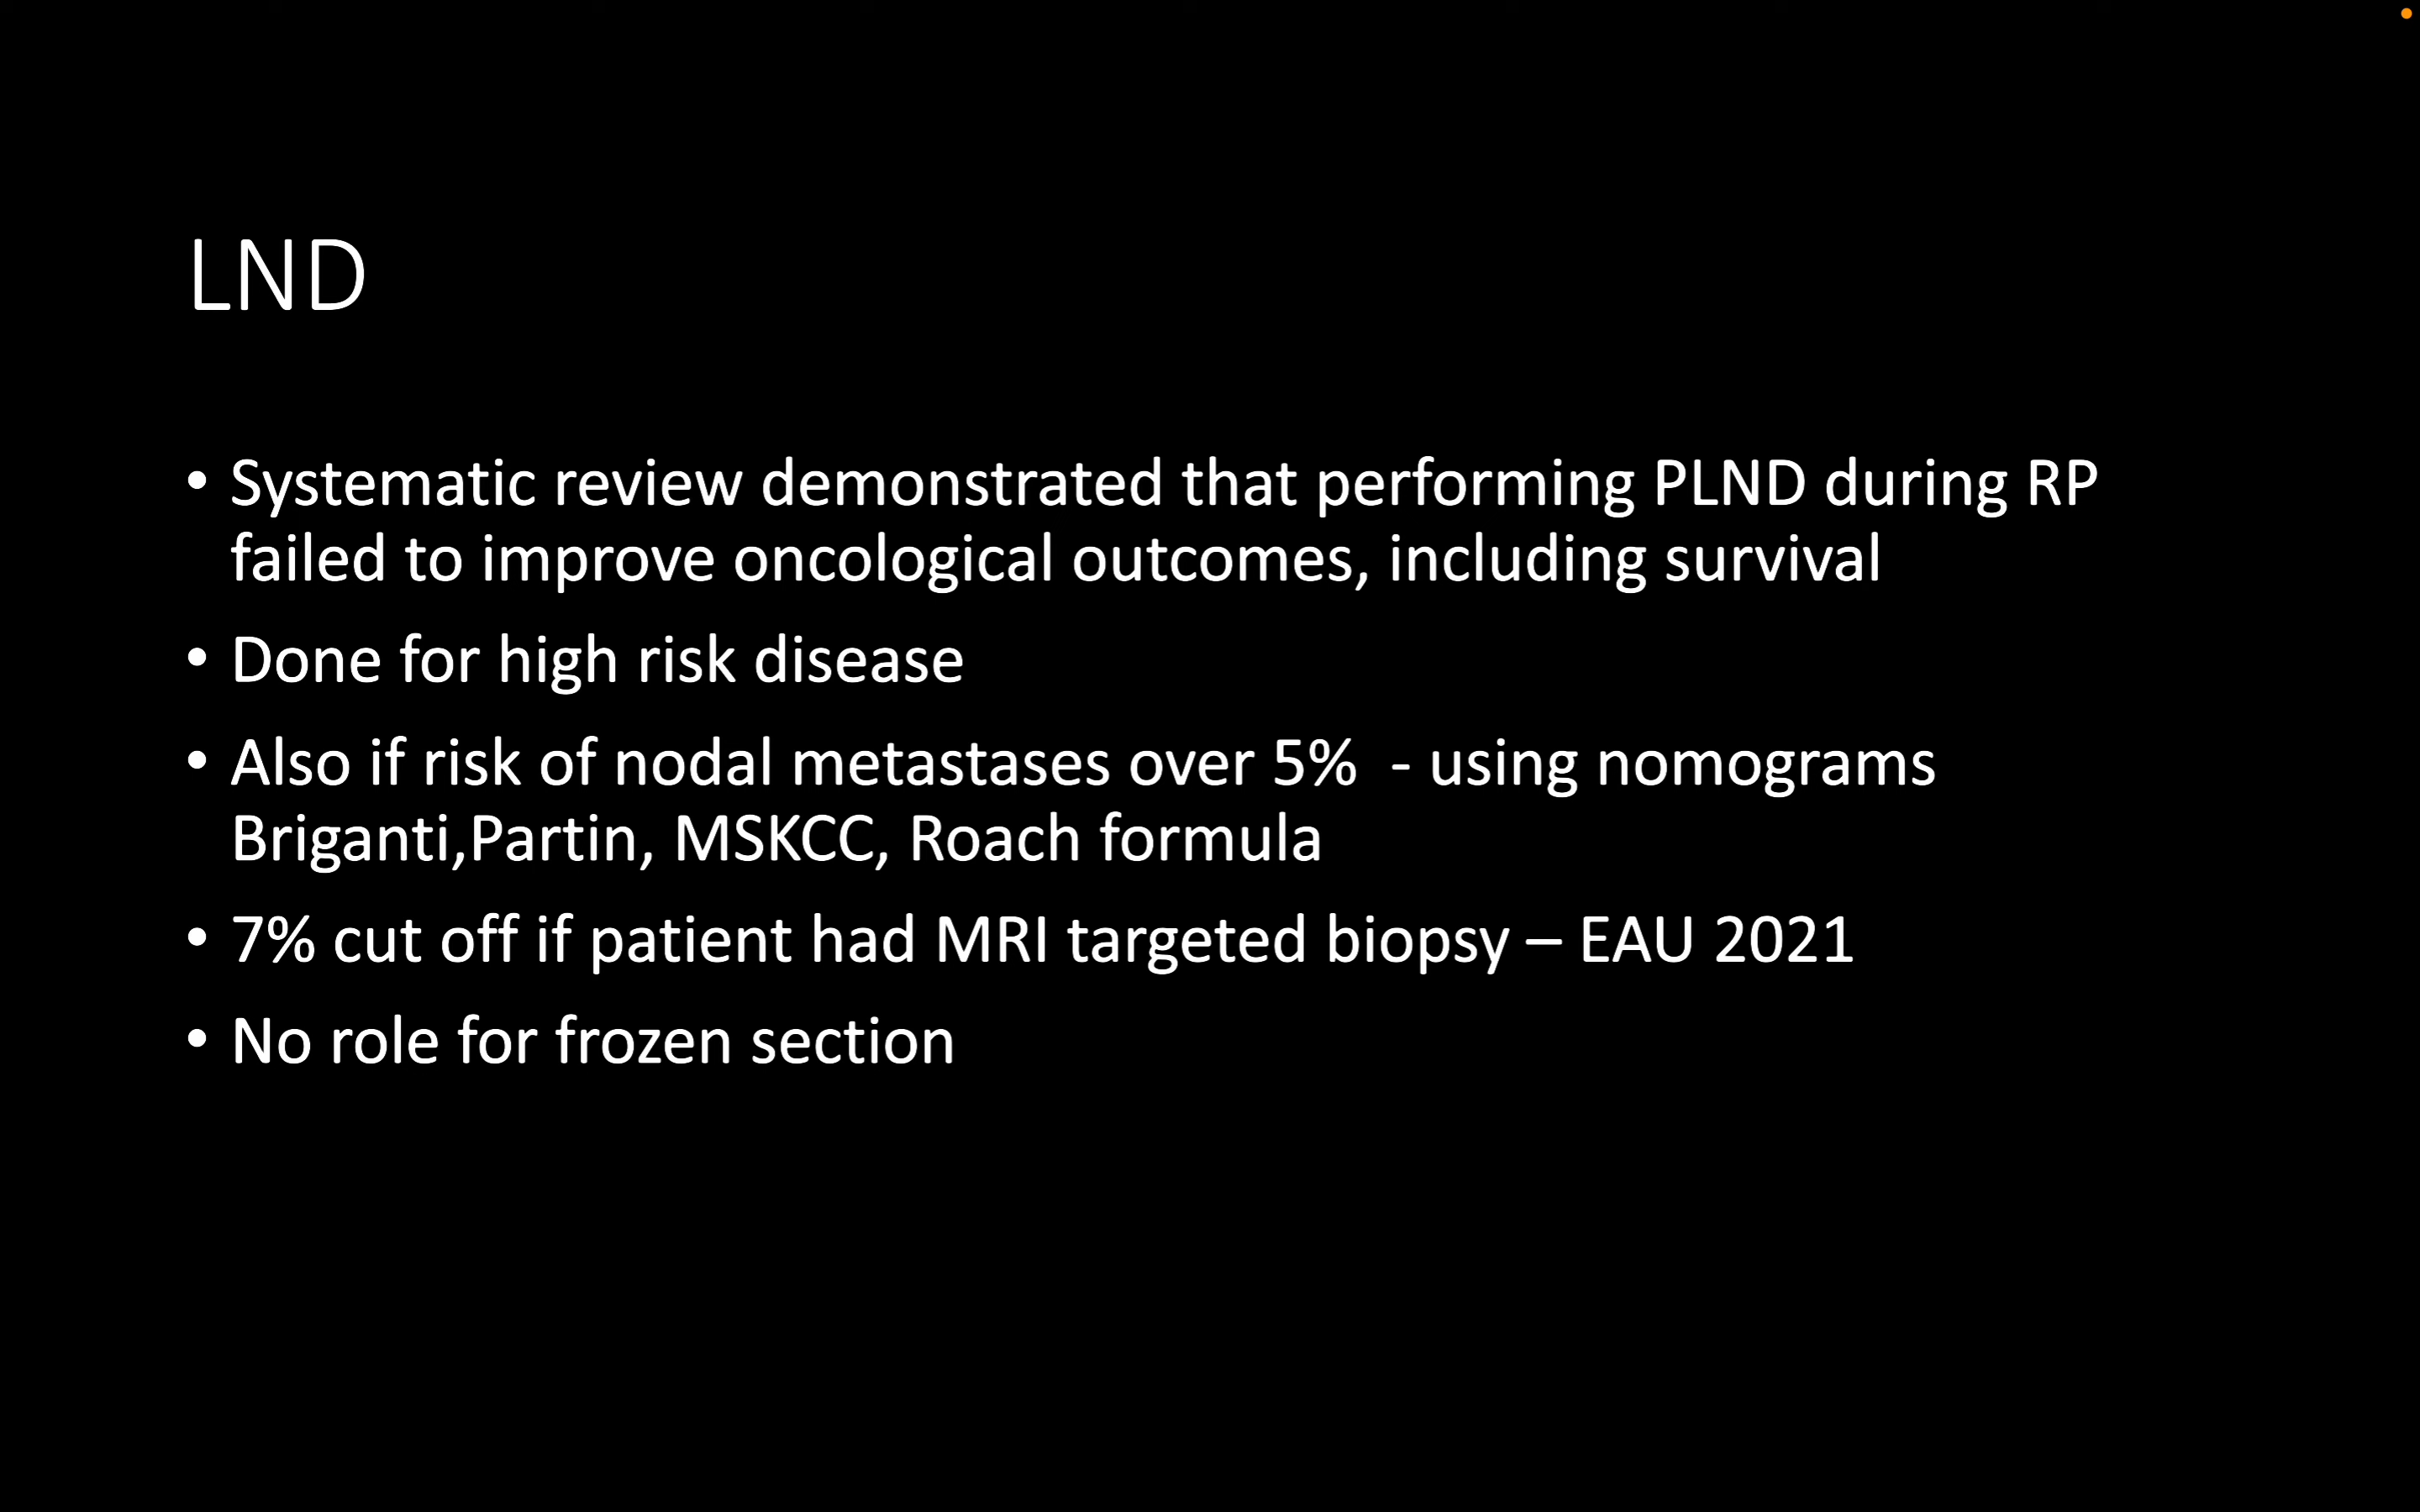 LND
• Systematic review demonstrated that performing PLND during RP
failed to improve oncological outcomes, including survival
• Done for high risk disease
• Also if risk of nodal metastases over 5%  - using nomograms
Briganti,Partin, MSKCC, Roach formula
• 7% cut off if patient had MRI targeted biopsy – EAU 2021
• No role for frozen section